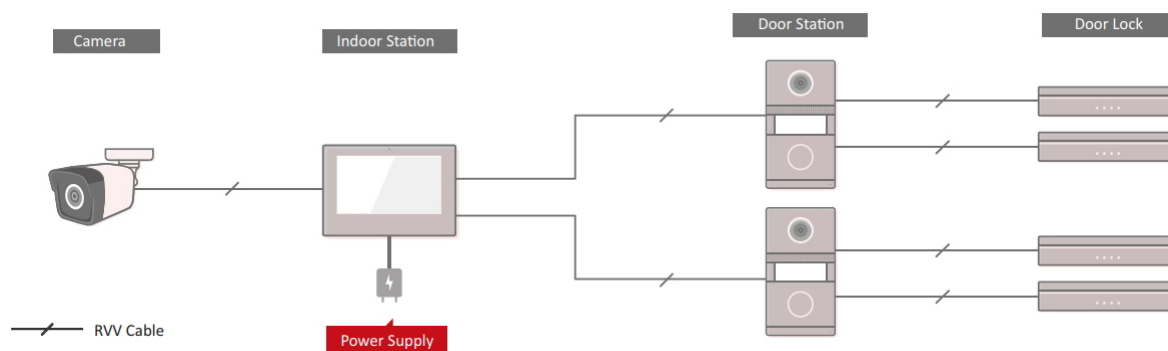 Camera
Indoor Station
Door Station
Door Lock
RVV Cable
Power Supply